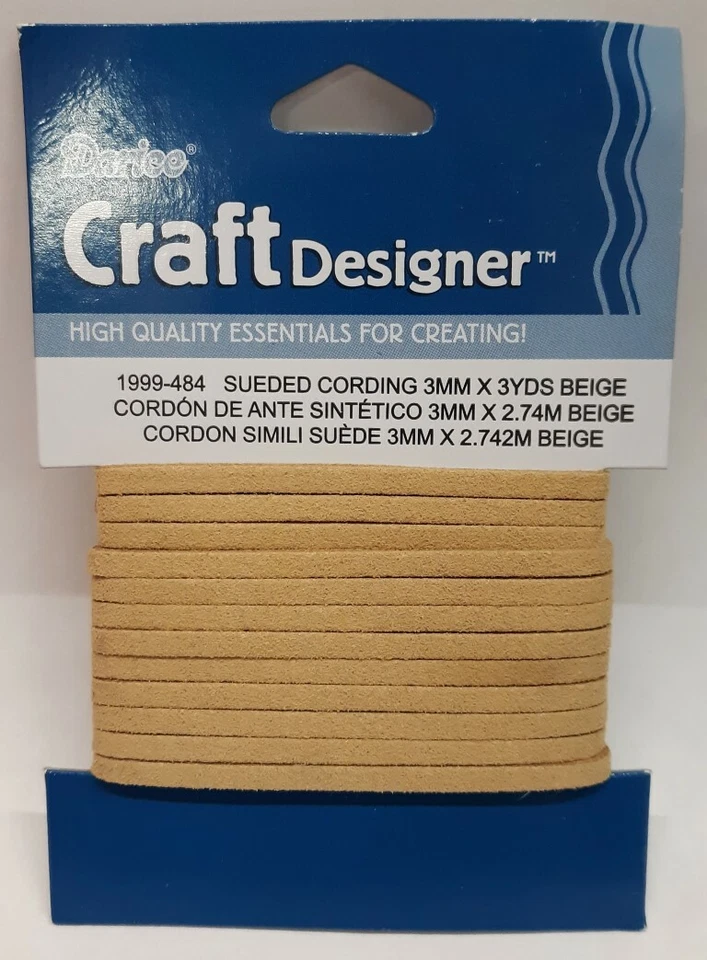 Darice®
Craft Designer™
HIGH QUALITY ESSENTIALS FOR CREATING!
1999-484 SUEDED CORDING 3MM X 3YDS BEIGE
CORDÓN DE ANTE SINTÉTICO 3MM X 2.74M BEIGE
CORDON SIMILI SUÈDE 3MM X 2.742M BEIGE